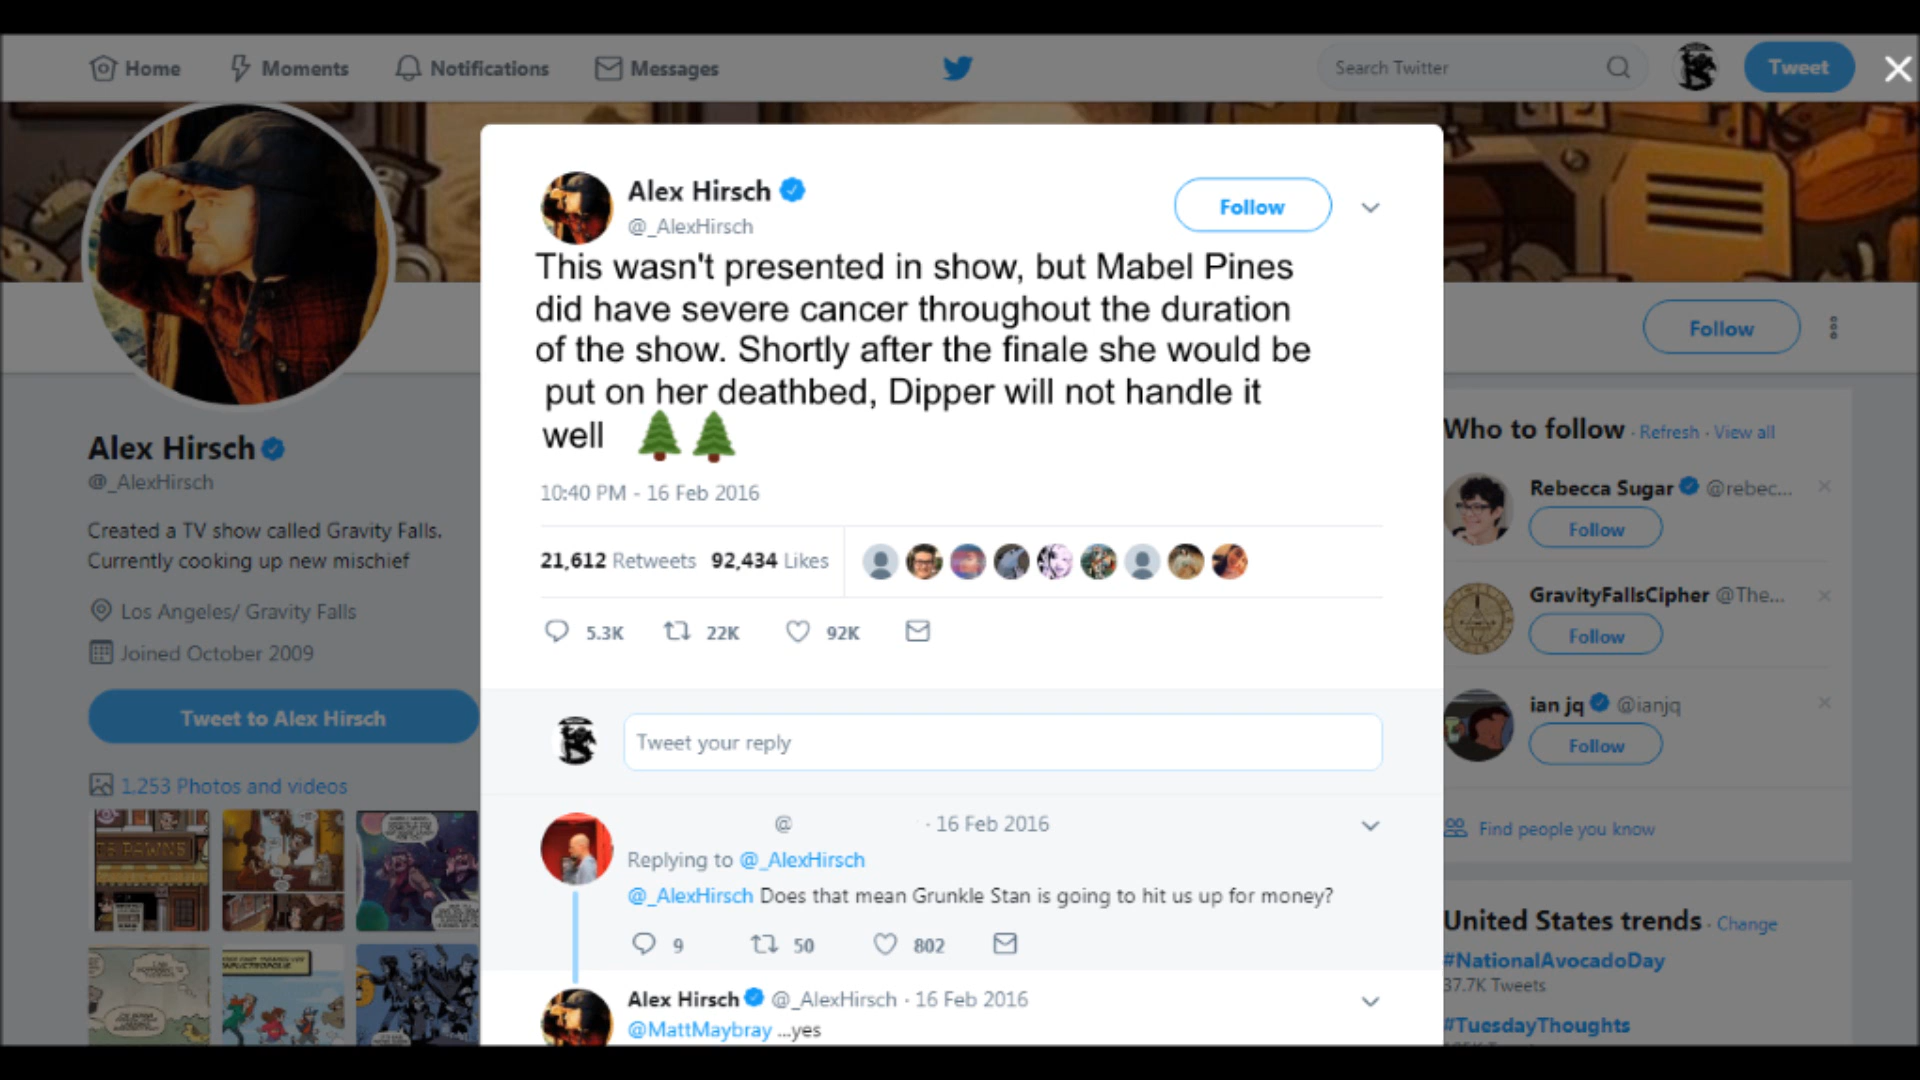 Home
Moments
Notifications
Messages
Search Twitter
Tweet
Alex Hirsch
@_AlexHirsch
Created a TV show called Gravity Falls.
Currently cooking up new mischief
Los Angeles/ Gravity Falls
Joined October 2009
Tweet to Alex Hirsch
1,253 Photos and videos
Alex Hirsch
@_AlexHirsch
Follow
This wasn't presented in show, but Mabel Pines
did have severe cancer throughout the duration
of the show. Shortly after the finale she would be
put on her deathbed, Dipper will not handle it
well
10:40 PM - 16 Feb 2016
21,612 Retweets 92,434 Likes
5.3K 22K 92K
Tweet your reply
@ · 16 Feb 2016
Replying to @_AlexHirsch
@_AlexHirsch Does that mean Grunkle Stan is going to hit us up for money?
9 50 802
Alex Hirsch @_AlexHirsch · 16 Feb 2016
@MattMaybray ...yes
Follow
Who to follow · Refresh · View all
Rebecca Sugar @rebec...
Follow
GravityFallsCipher @The...
Follow
ian jq @ianjq
Follow
Find people you know
United States trends · Change
#NationalAvocadoDay
37.7K Tweets
#TuesdayThoughts